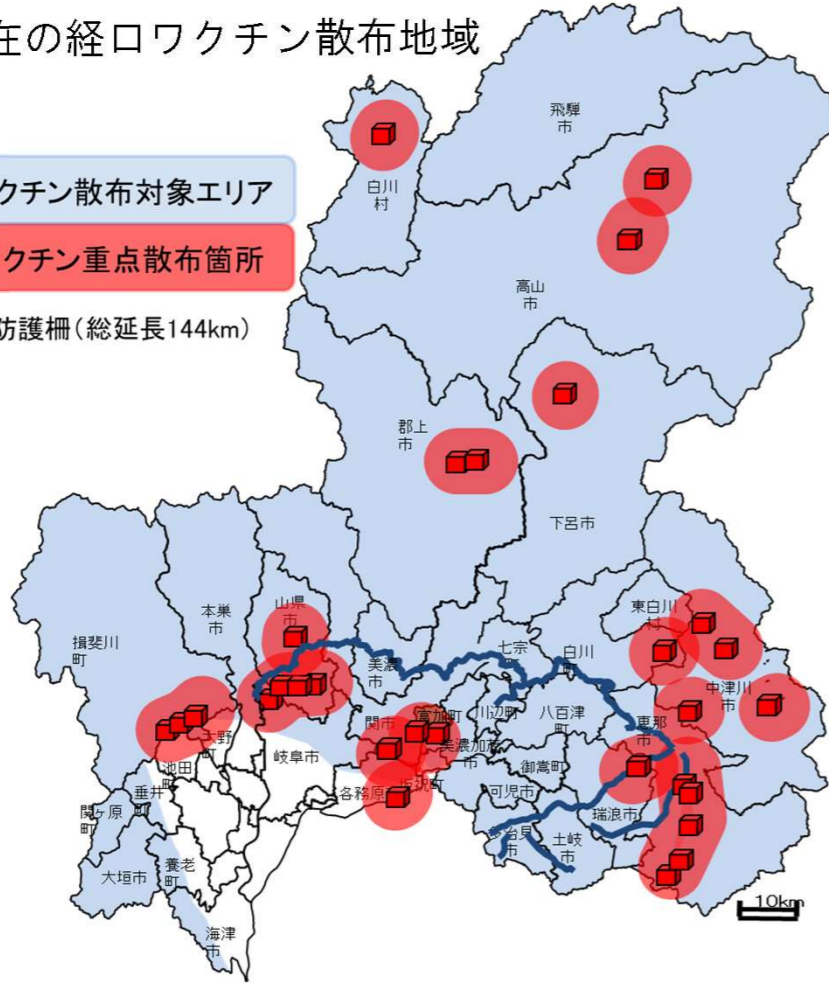 在の経口ワクチン散布地域
クチン散布対象エリア
クチン重点散布箇所
防護柵（総延長144km）
飛騨
市
白川
村
高山
市
郡上
市
下呂市
山県
市
本巣
市
揖斐川
町
美濃
市
七宗
町
白川
町
東白川
村
中津川
市
関市
富加町
川辺町
八百津
町
恵那
市
美濃加茂
市
大野
町
岐阜市
池田
町
御嵩町
坂祝町
各務原市
可児市
垂井
町
関ヶ原
町
瑞浪市
多治見
市
土岐
市
大垣市
養老
町
海津
市
10km